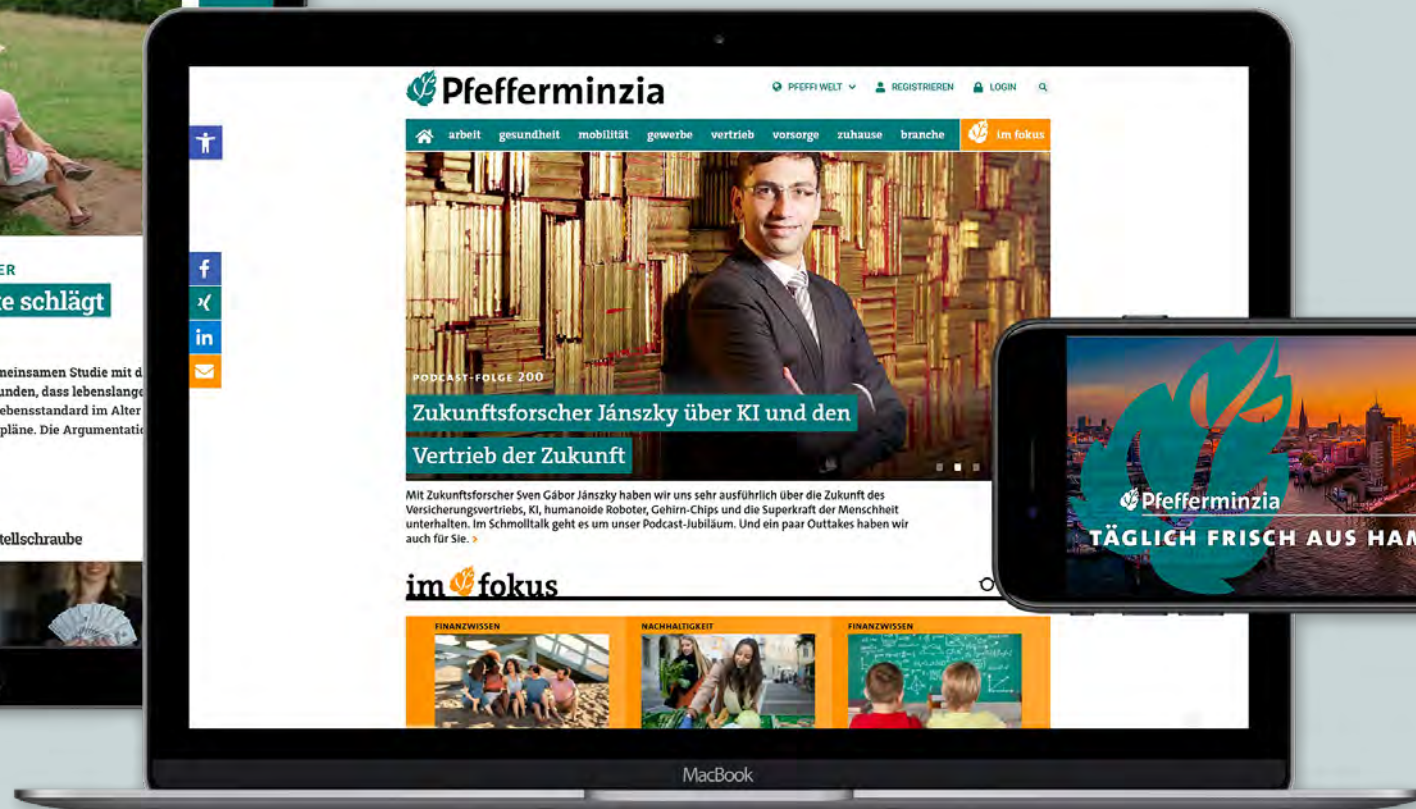 ER
e schlägt
neinsamen Studie mit d
unden, dass lebenslange
ebensstandard im Alter
pläne. Die Argumentatio
tellschraube
Pfefferminzia
PFEFFI WELT
REGISTRIEREN
LOGIN
arbeit gesundheit mobilität gewerbe vertrieb vorsorge zuhause branche im fokus
PODCAST-FOLGE 200
Zukunftsforscher Jánszky über KI und den
Vertrieb der Zukunft
Mit Zukunftsforscher Sven Gábor Jánszky haben wir uns sehr ausführlich über die Zukunft des
Versicherungsvertriebs, KI, humanoide Roboter, Gehirn-Chips und die Superkraft der Menschheit
unterhalten. Im Schmolltalk geht es um unser Podcast-Jubiläum. Und ein paar Outtakes haben wir
auch für Sie. >
im fokus
FINANZWISSEN
NACHHALTIGKEIT
FINANZWISSEN
Pfefferminzia
TÄGLICH FRISCH AUS HAM
MacBook